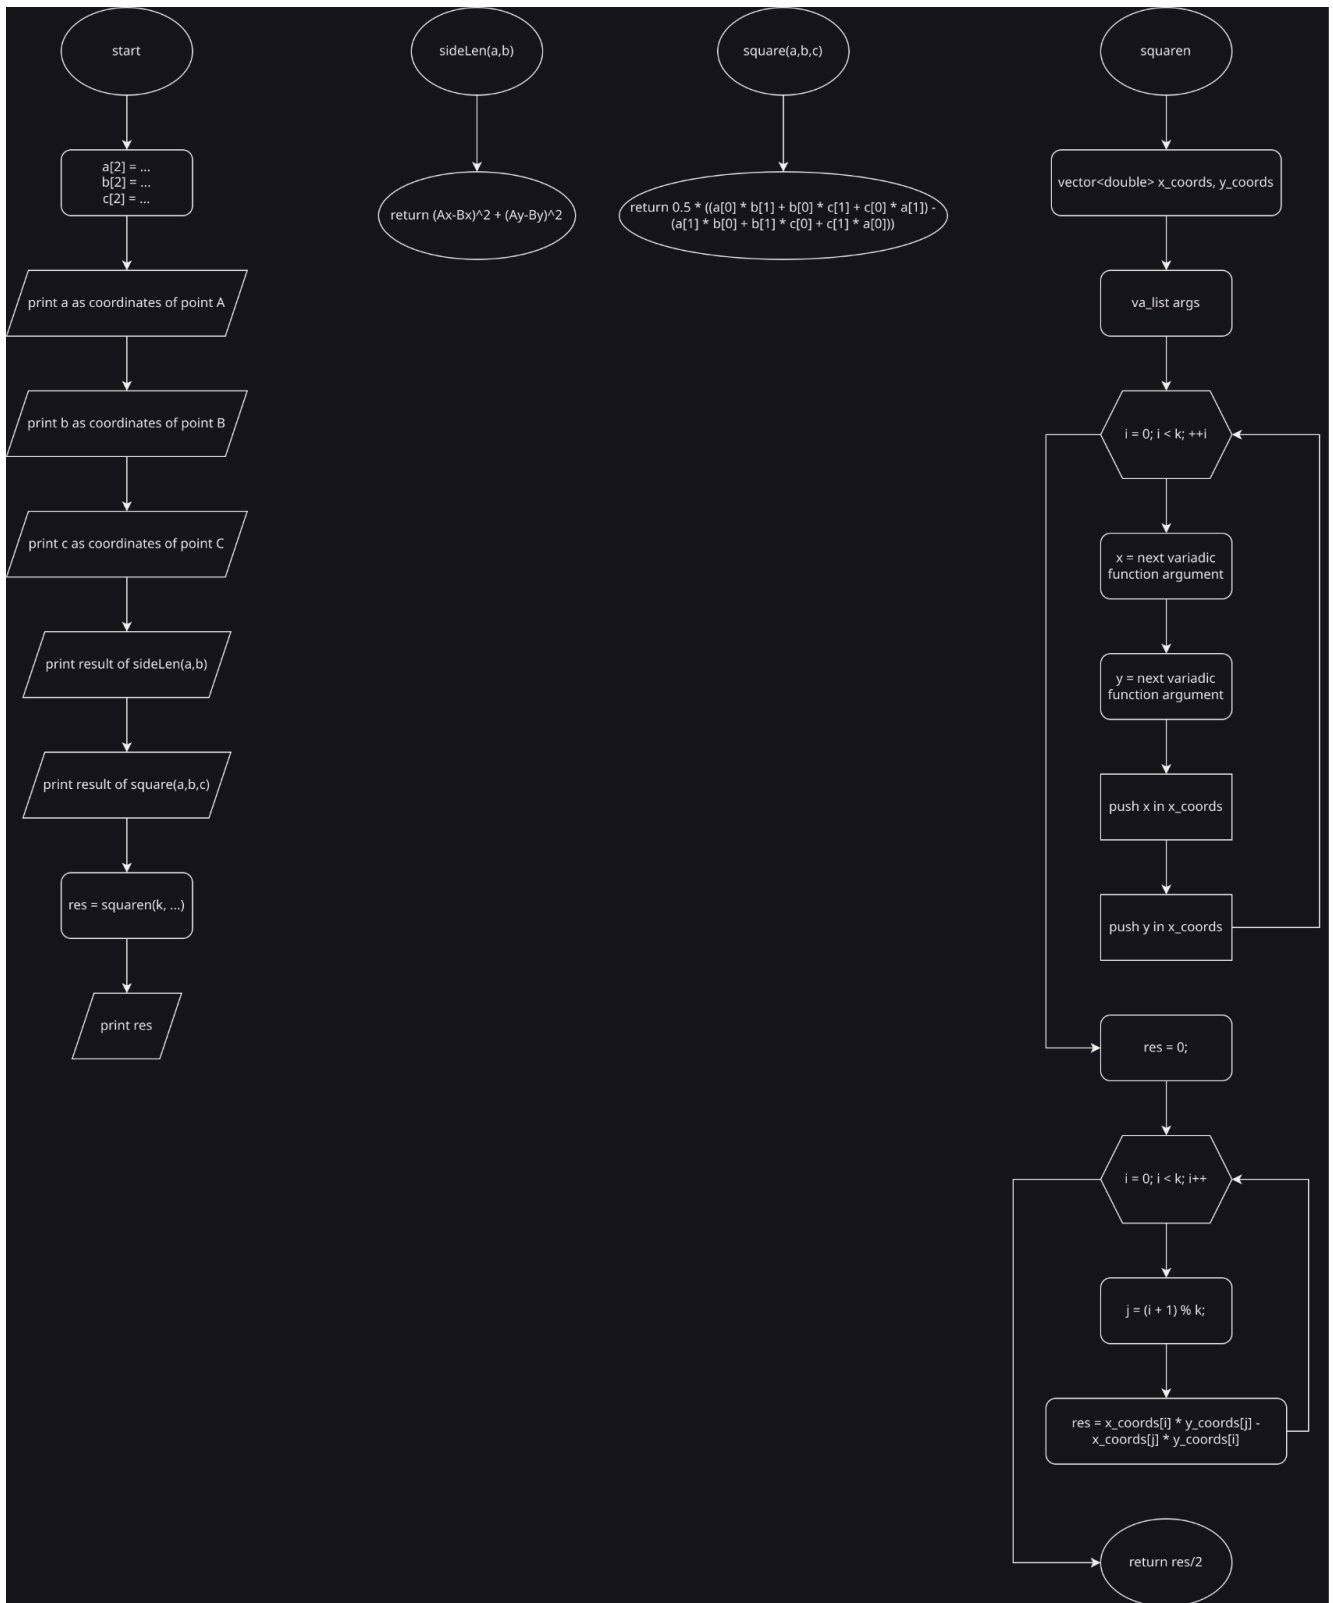 start
a[2] = ...
b[2] = ...
c[2] = ...
print a as coordinates of point A
print b as coordinates of point B
print c as coordinates of point C
print result of sideLen(a,b)
print result of square(a,b,c)
res = squaren(k, ...)
print res
sideLen(a,b)
return (Ax-Bx)^2 + (Ay-By)^2
square(a,b,c)
return 0.5 * ((a[0] * b[1] + b[0] * c[1] + c[0] * a[1]) -
(a[1] * b[0] + b[1] * c[0] + c[1] * a[0]))
squaren
vector<double> x_coords, y_coords
va_list args
i = 0; i < k; ++i
x = next variadic
function argument
y = next variadic
function argument
push x in x_coords
push y in x_coords
res = 0;
i = 0; i < k; i++
j = (i + 1) % k;
res = x_coords[i] * y_coords[j] -
x_coords[j] * y_coords[i]
return res/2